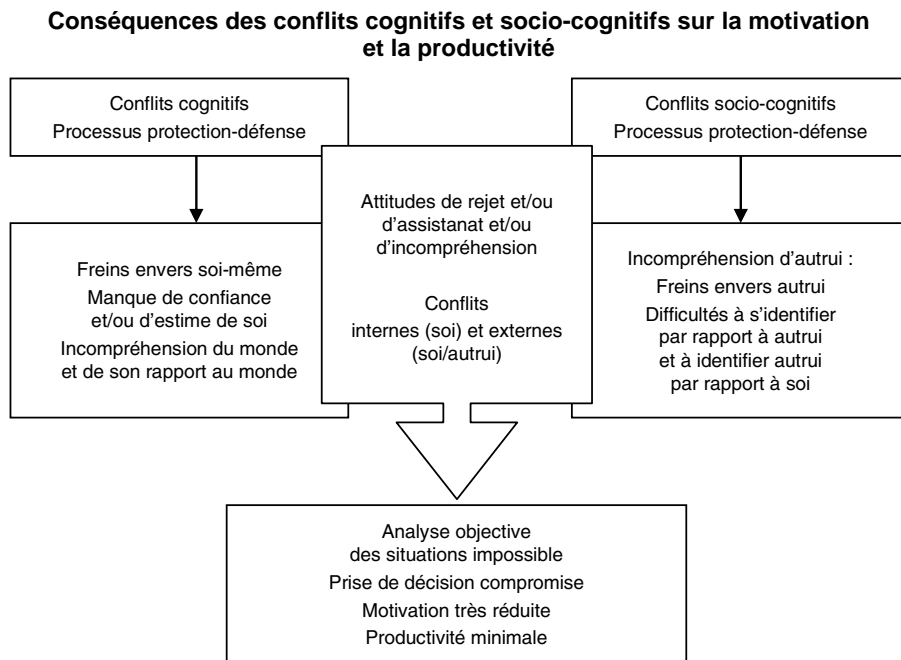 Conséquences des conflits cognitifs et socio-cognitifs sur la motivation
et la productivité
Conflits cognitifs
Processus protection-défense
Conflits socio-cognitifs
Processus protection-défense
Attitudes de rejet et/ou
d'assistanat et/ou
d'incompréhension
Conflits
internes (soi) et externes
(soi/autrui)
Freins envers soi-même
Manque de confiance
et/ou d'estime de soi
Incompréhension du monde
et de son rapport au monde
Incompréhension d'autrui :
Freins envers autrui
Difficultés à s'identifier
par rapport à autrui
et à identifier autrui
par rapport à soi
Analyse objective
des situations impossible
Prise de décision compromise
Motivation très réduite
Productivité minimale